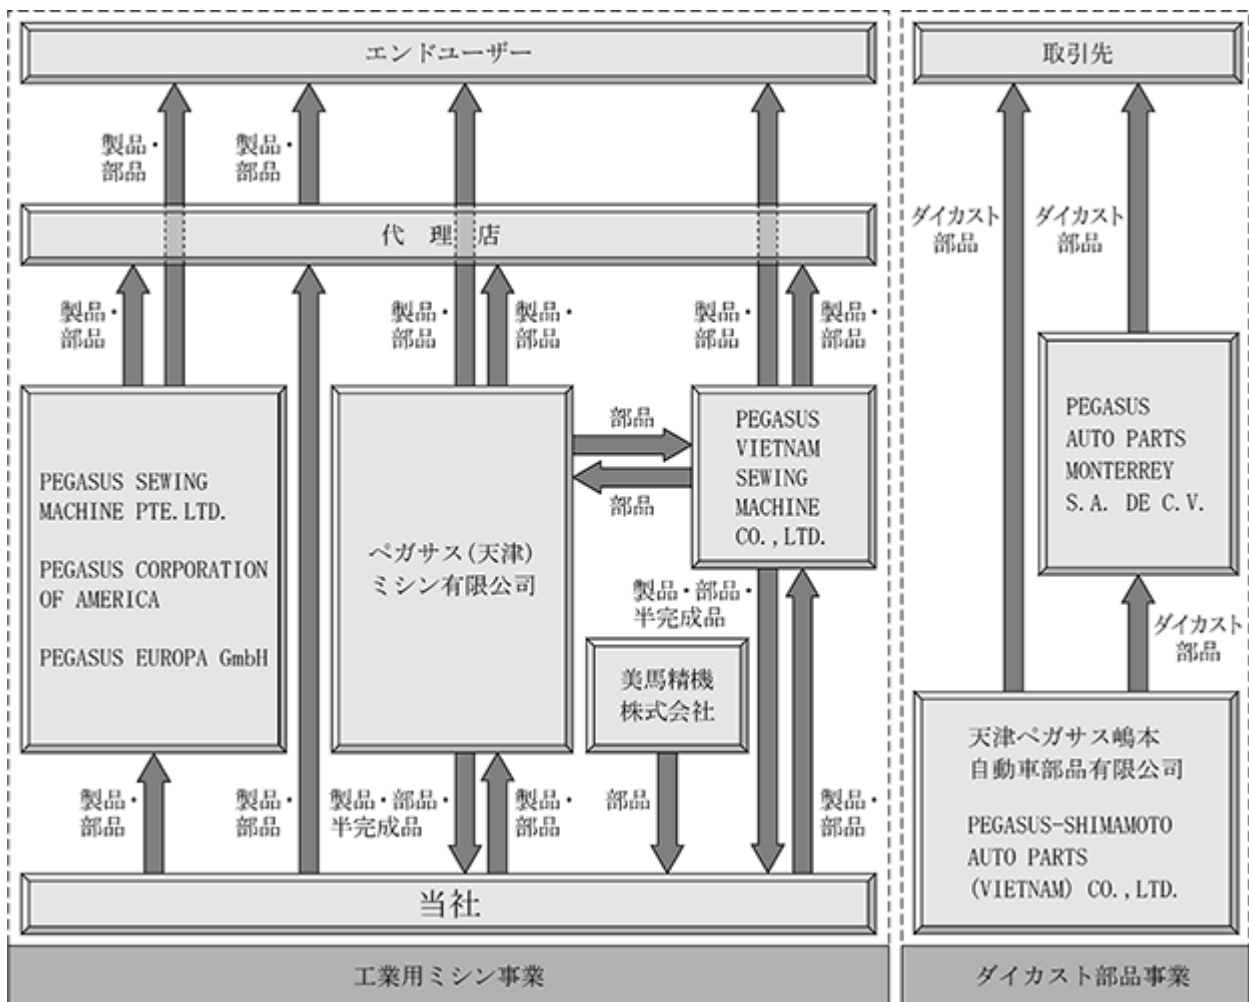 エンドユーザー
製品・
部品
製品・
部品
代 理 店
製品・
部品
製品・
部品
製品・
部品
製品・
部品
製品・
部品
PEGASUS SEWING
MACHINE PTE.LTD.
PEGASUS CORPORATION
OF AMERICA
PEGASUS EUROPA GmbH
ペガサス(天津)
ミシン有限公司
部品
部品
PEGASUS
VIETNAM
SEWING
MACHINE
CO.,LTD.
製品・部品・
半完成品
美馬精機
株式会社
製品・
部品
製品・
部品
製品・部品・
半完成品
製品・
部品
部品
製品・
部品
当社
工業用ミシン事業
取引先
ダイカスト
部品
ダイカスト
部品
PEGASUS
AUTO PARTS
MONTERREY
S.A. DE C.V.
ダイカスト
部品
天津ペガサス嶋本
自動車部品有限公司
PEGASUS-SHIMAMOTO
AUTO PARTS
(VIETNAM) CO.,LTD.
ダイカスト部品事業